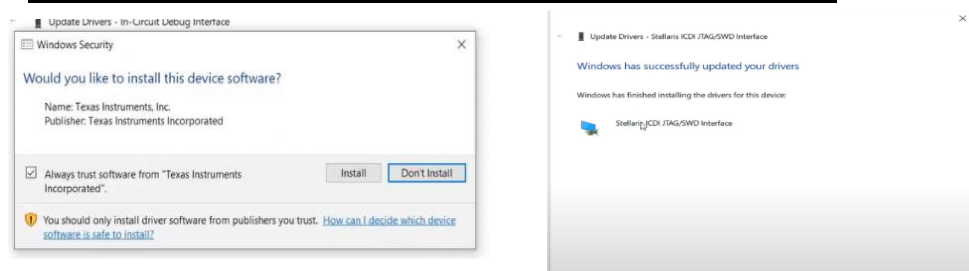 Update Drivers - In-Circuit Debug Interface
Windows Security
Would you like to install this device software?
Name: Texas Instruments, Inc.
Publisher: Texas Instruments Incorporated
Always trust software from "Texas Instruments
Incorporated".
Install
Don't Install
You should only install driver software from publishers you trust. How can I decide which device
software is safe to install?
Update Drivers - Stellaris ICDI JTAG/SWD Interface
Windows has successfully updated your drivers
Windows has finished installing the drivers for this device:
Stellaris ICDI JTAG/SWD Interface